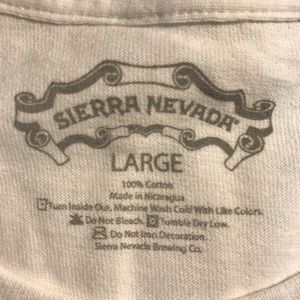 SIERRA NEVADA
LARGE
100% Cotton
Made in Nicaragua
Turn Inside Out. Machine Wash Cold With Like Colors.
Do Not Bleach. Tumble Dry Low.
Do Not Iron Decoration.
Sierra Nevada Brewing Co.